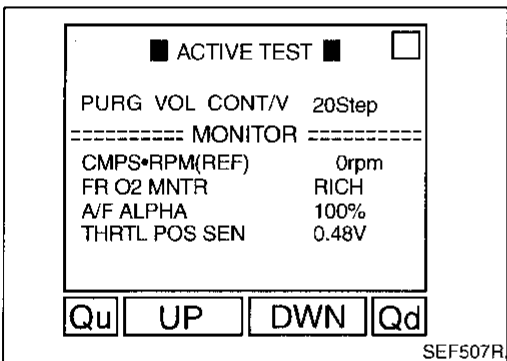 ■ ACTIVE TEST ■ □
PURG VOL CONT/V 20Step
========== MONITOR ==========
CMPS•RPM(REF) 0rpm
FR O2 MNTR RICH
A/F ALPHA 100%
THRTL POS SEN 0.48V
Qu UP DWN Qd
SEF507R